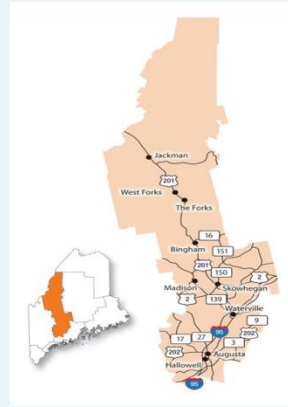 Jackman
201
West Forks
The Forks
16
Bingham
151
201
150
2
Madison
Skowhegan
2
139
Waterville
9
95
202
17
27
3
202
Augusta
Hallowell
95